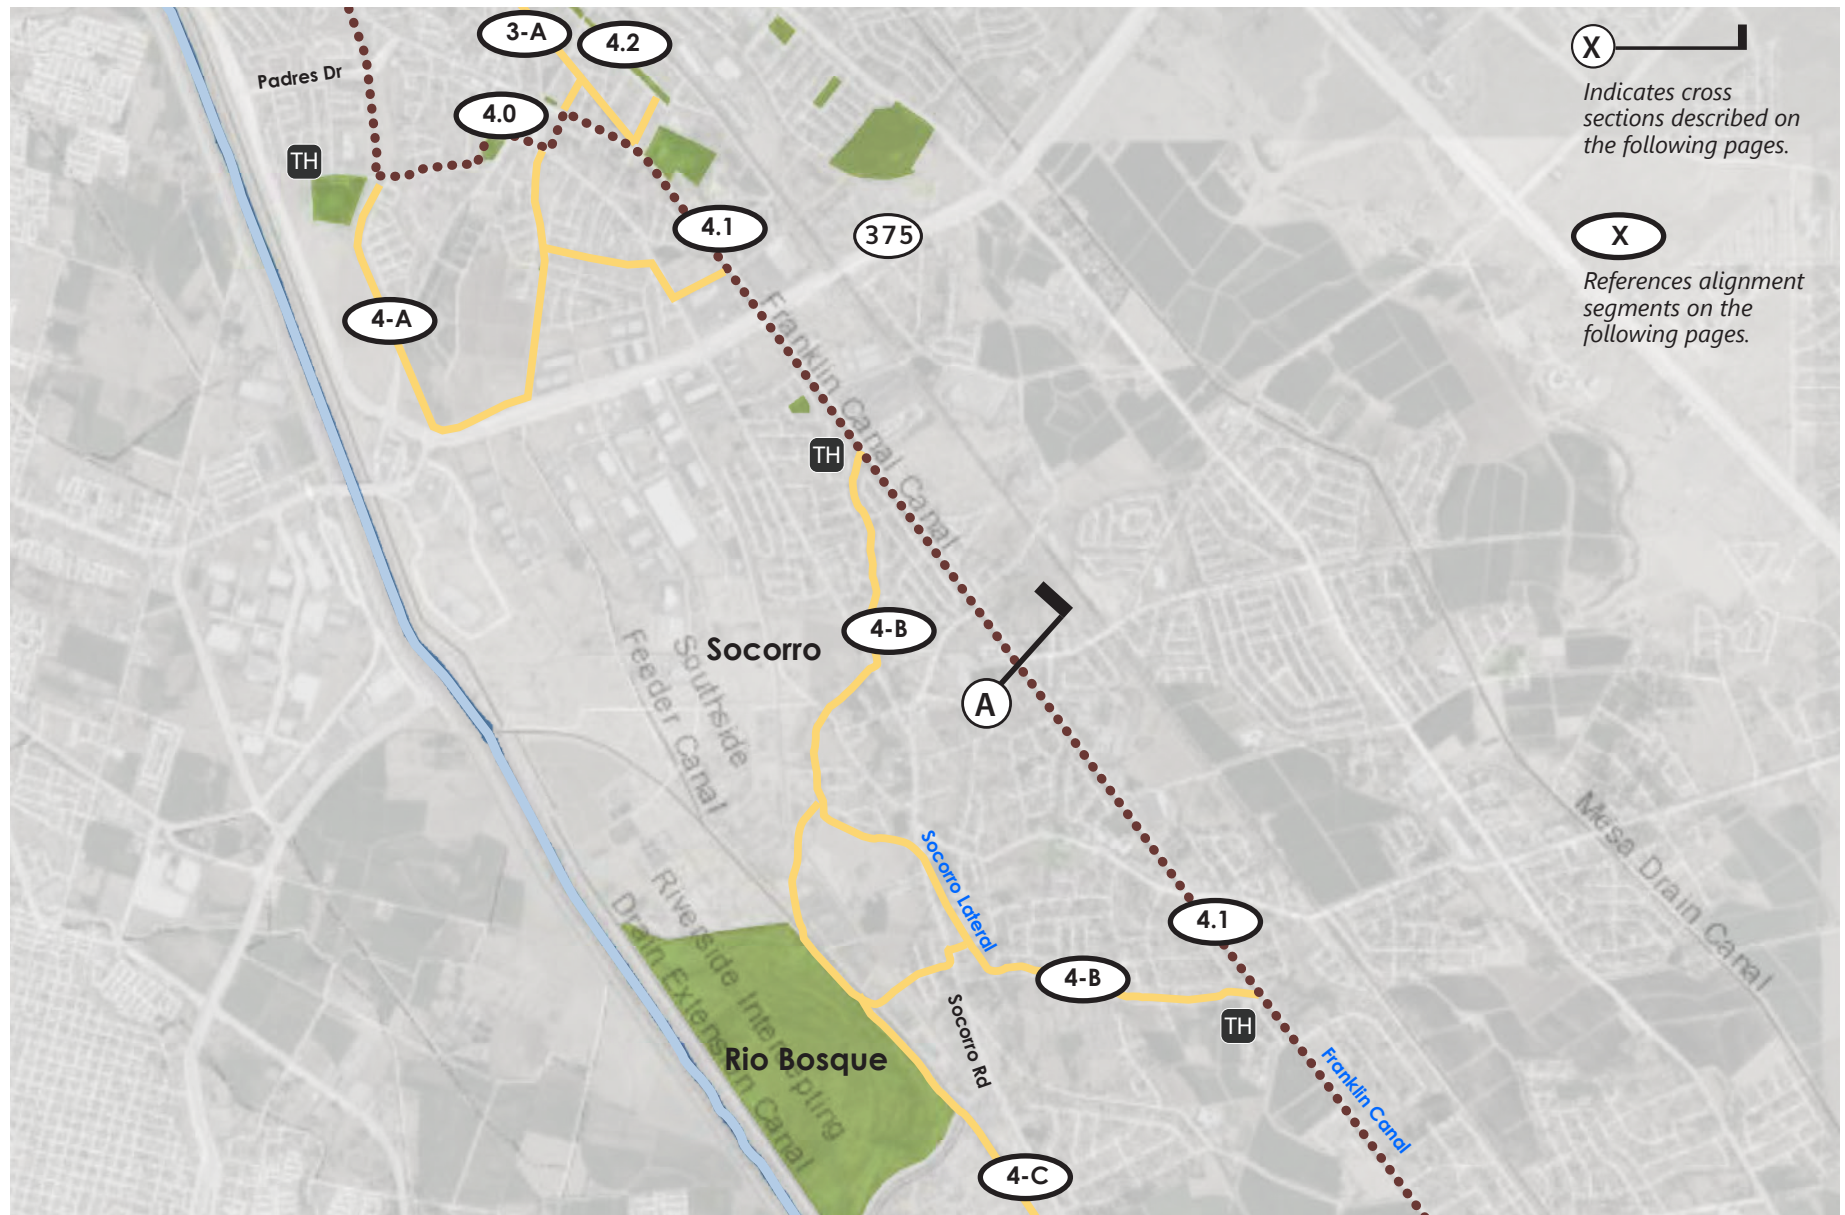 3-A
4.2
X
Padres Dr
Indicates cross
sections described on
the following pages.
4.0
TH
4.1
375
X
References alignment
segments on the
following pages.
4-A
Franklin Canal Canal
TH
4-B
Socorro
A
Southside
Feeder Canal
Mesa Drain Canal
Socorro Lateral
4.1
Riverside Intercepting
Drain Extension Canal
4-B
Socorro Rd
TH
Rio Bosque
Franklin Canal
4-C